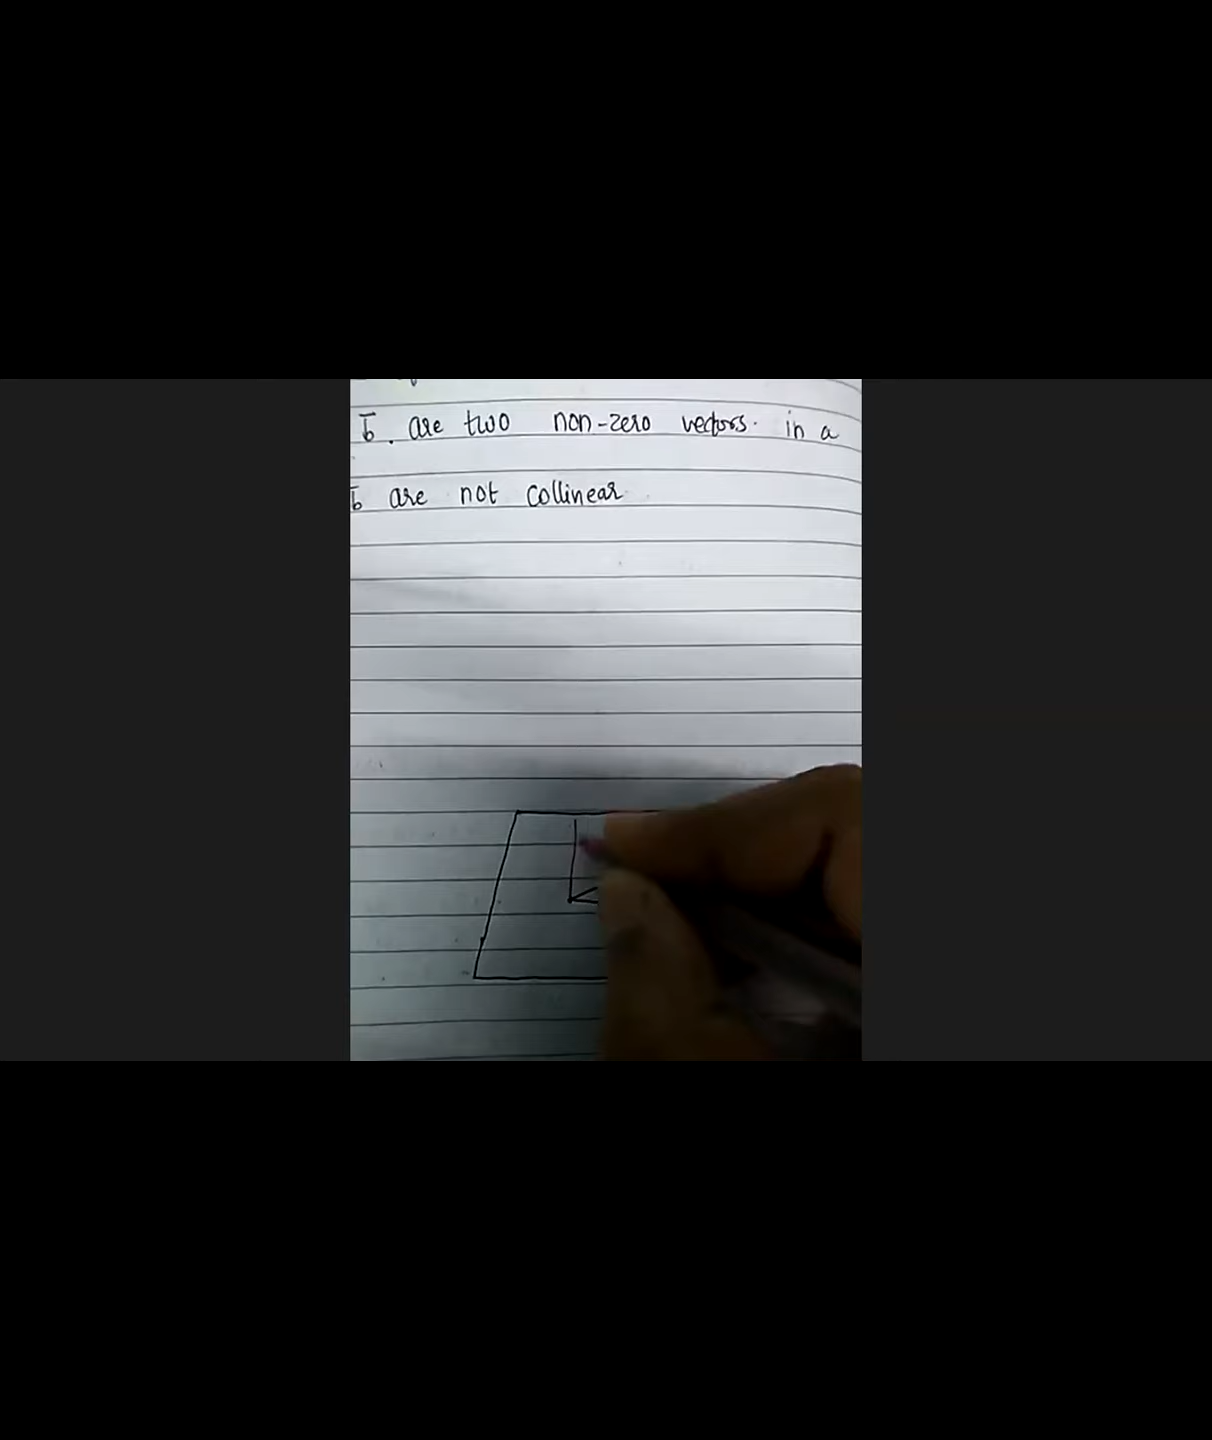 b̅. are two non-zero vectors. in a
b̅ are not collinear